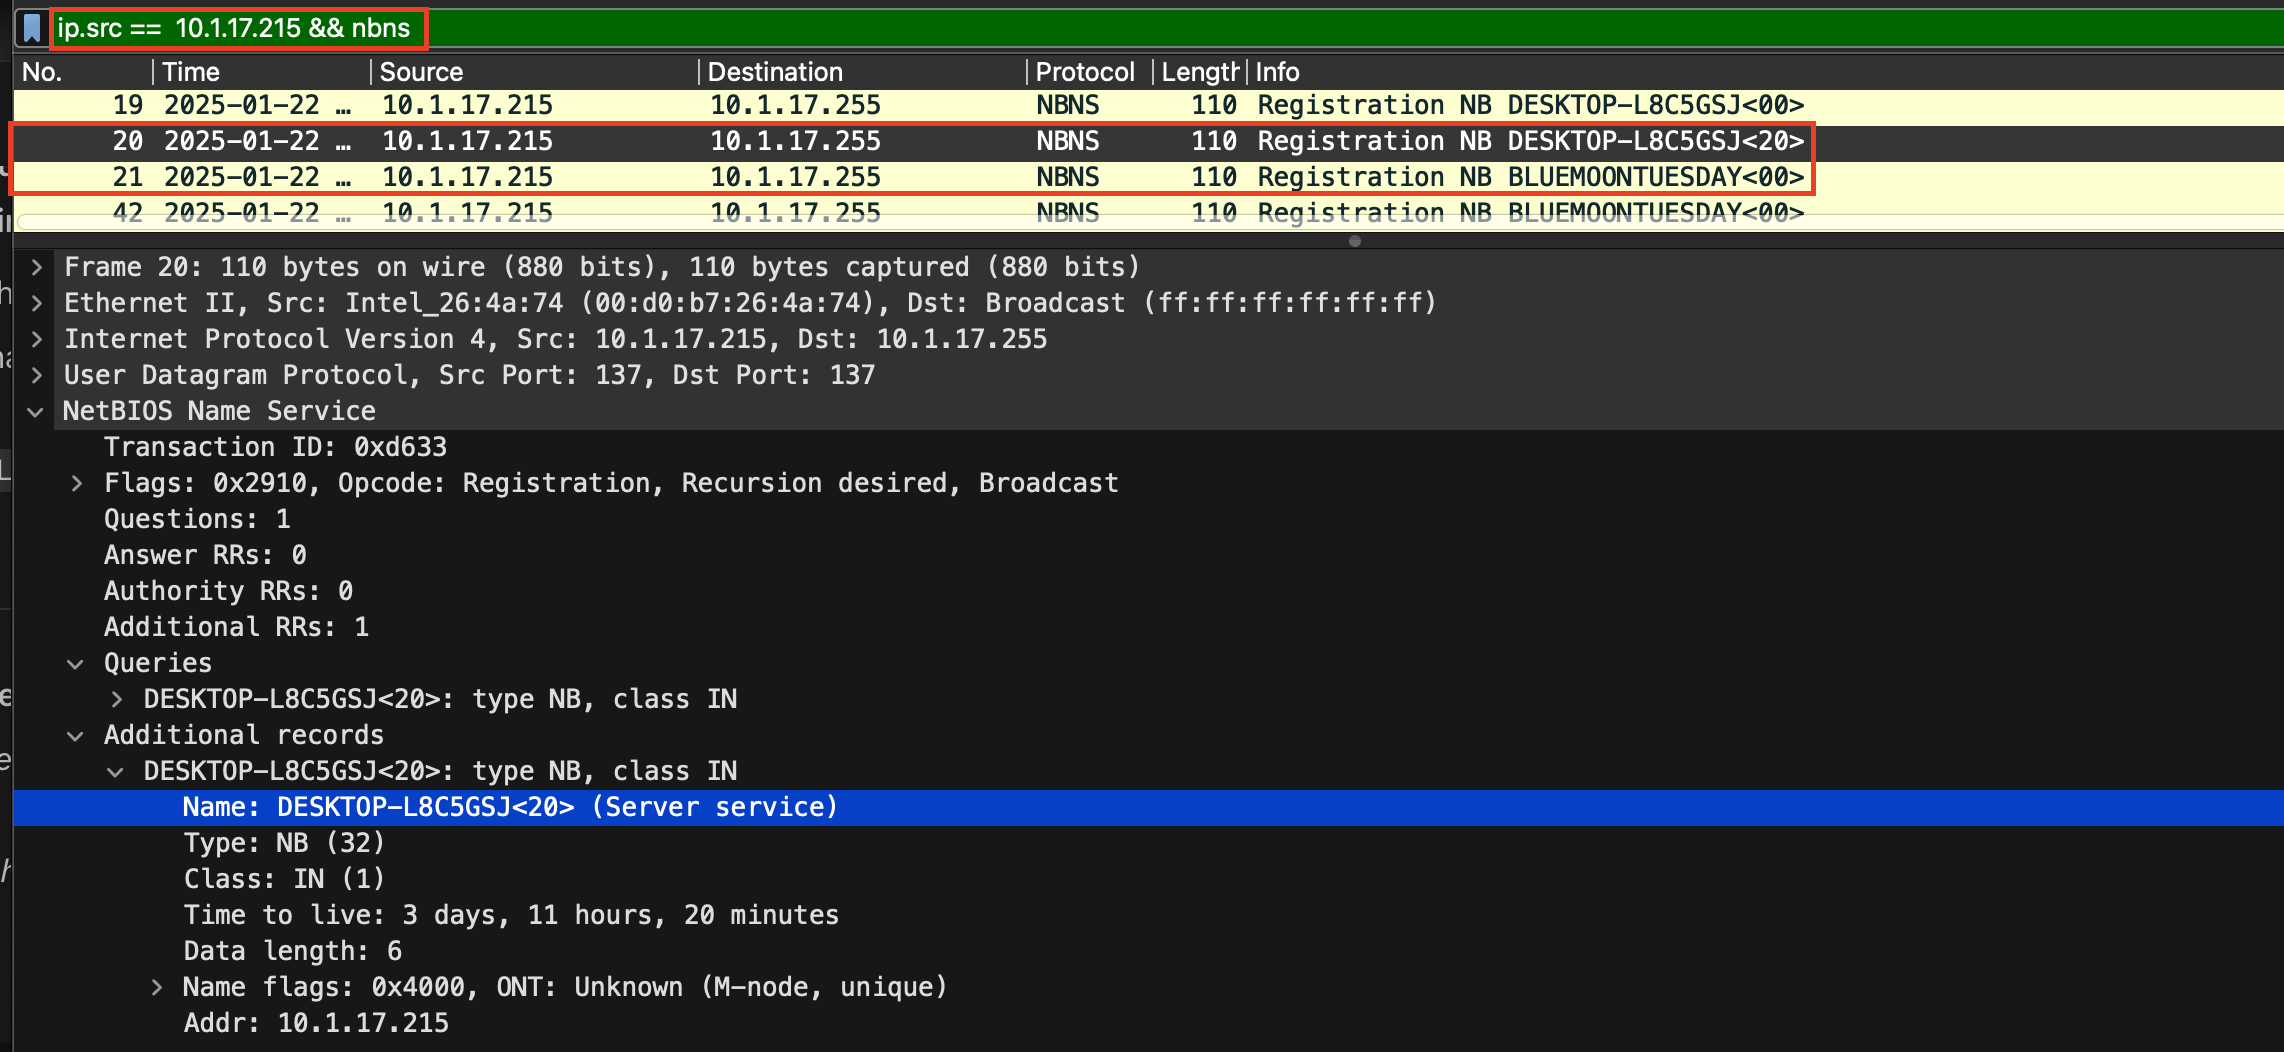 ip.src ==  10.1.17.215 && nbns
No. Time Source Destination Protocol Length Info
19 2025-01-22 … 10.1.17.215 10.1.17.255 NBNS 110 Registration NB DESKTOP-L8C5GSJ<00>
20 2025-01-22 … 10.1.17.215 10.1.17.255 NBNS 110 Registration NB DESKTOP-L8C5GSJ<20>
21 2025-01-22 … 10.1.17.215 10.1.17.255 NBNS 110 Registration NB BLUEMOONTUESDAY<00>
42 2025-01-22 … 10.1.17.215 10.1.17.255 NBNS 110 Registration NB BLUEMOONTUESDAY<00>
Frame 20: 110 bytes on wire (880 bits), 110 bytes captured (880 bits)
Ethernet II, Src: Intel_26:4a:74 (00:d0:b7:26:4a:74), Dst: Broadcast (ff:ff:ff:ff:ff:ff)
Internet Protocol Version 4, Src: 10.1.17.215, Dst: 10.1.17.255
User Datagram Protocol, Src Port: 137, Dst Port: 137
NetBIOS Name Service
Transaction ID: 0xd633
Flags: 0x2910, Opcode: Registration, Recursion desired, Broadcast
Questions: 1
Answer RRs: 0
Authority RRs: 0
Additional RRs: 1
Queries
DESKTOP-L8C5GSJ<20>: type NB, class IN
Additional records
DESKTOP-L8C5GSJ<20>: type NB, class IN
Name: DESKTOP-L8C5GSJ<20> (Server service)
Type: NB (32)
Class: IN (1)
Time to live: 3 days, 11 hours, 20 minutes
Data length: 6
Name flags: 0x4000, ONT: Unknown (M-node, unique)
Addr: 10.1.17.215